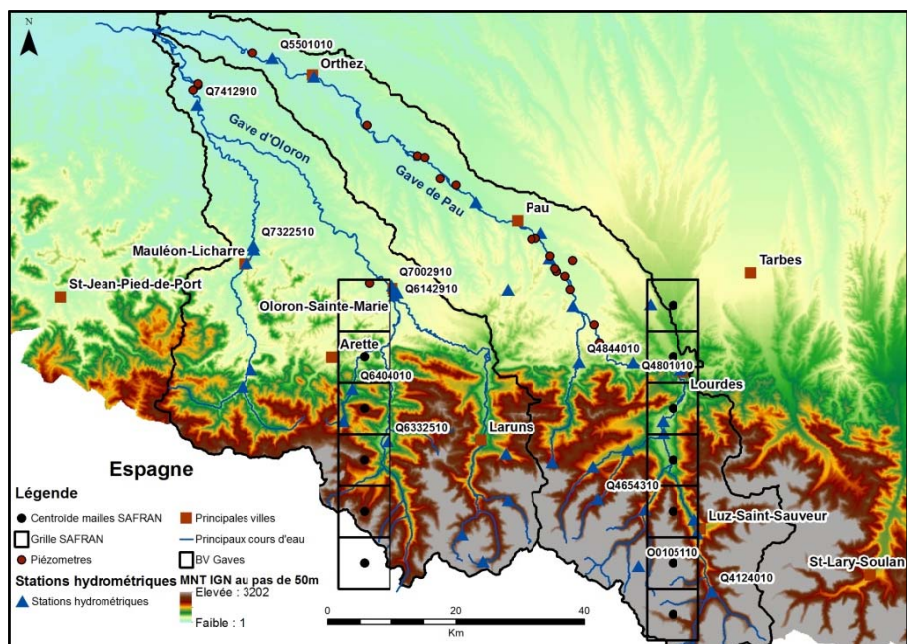 N
Q5501010
Orthez
Q7412910
Gave d'Oloron
Gave de Pau
Pau
Q7322510
Mauléon-Licharre
Tarbes
St-Jean-Pied-de-Port
Q7002910
Q6142910
Oloron-Sainte-Marie
Arette
Q4844010
Q4801010
Lourdes
Q6404010
Q6332510
Laruns
Espagne
Q4654310
Luz-Saint-Sauveur
O0105110
St-Lary-Soulan
Q4124010
Légende
Centroïde mailles SAFRAN
Principales villes
Grille SAFRAN
Principaux cours d'eau
Piézometres
BV Gaves
Stations hydrométriques
MNT IGN au pas de 50m
Stations hydrométriques
Elevée : 3202
Faible : 1
0 10 20 40
Km